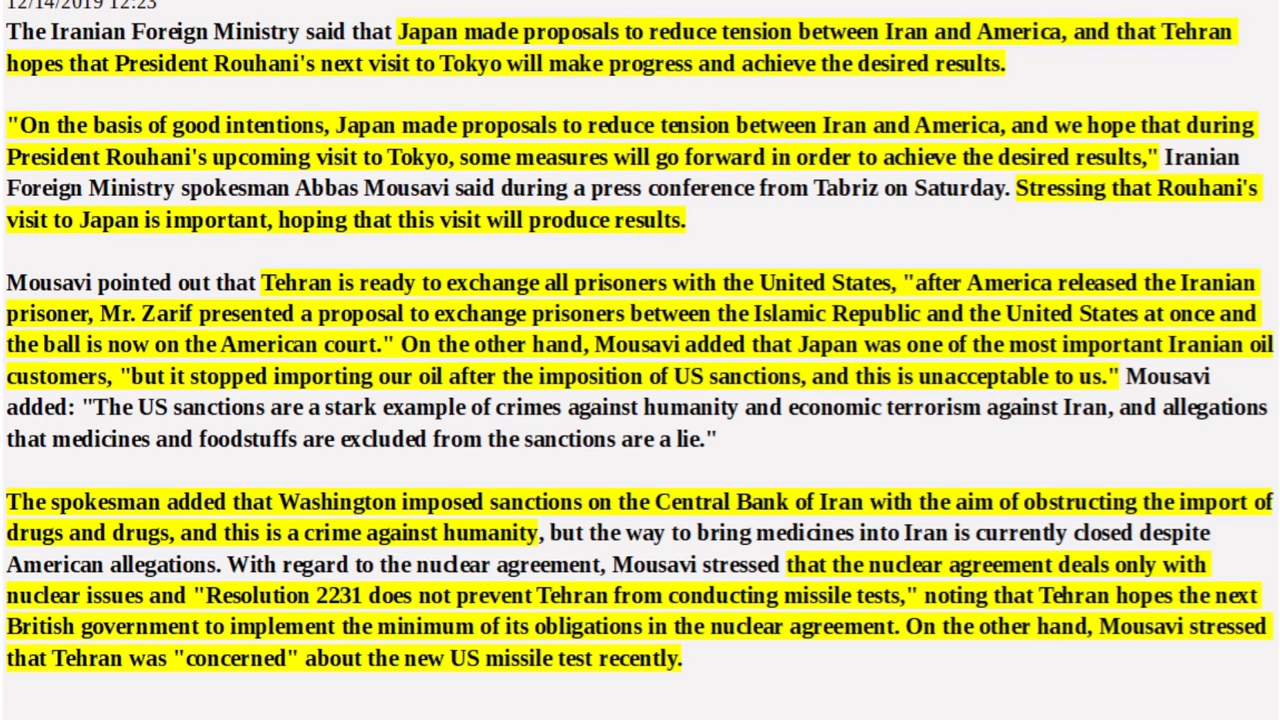 12/14/2019 12:23
The Iranian Foreign Ministry said that Japan made proposals to reduce tension between Iran and America, and that Tehran
hopes that President Rouhani's next visit to Tokyo will make progress and achieve the desired results.
"On the basis of good intentions, Japan made proposals to reduce tension between Iran and America, and we hope that during
President Rouhani's upcoming visit to Tokyo, some measures will go forward in order to achieve the desired results," Iranian
Foreign Ministry spokesman Abbas Mousavi said during a press conference from Tabriz on Saturday. Stressing that Rouhani's
visit to Japan is important, hoping that this visit will produce results.
Mousavi pointed out that Tehran is ready to exchange all prisoners with the United States, "after America released the Iranian
prisoner, Mr. Zarif presented a proposal to exchange prisoners between the Islamic Republic and the United States at once and
the ball is now on the American court." On the other hand, Mousavi added that Japan was one of the most important Iranian oil
customers, "but it stopped importing our oil after the imposition of US sanctions, and this is unacceptable to us." Mousavi
added: "The US sanctions are a stark example of crimes against humanity and economic terrorism against Iran, and allegations
that medicines and foodstuffs are excluded from the sanctions are a lie."
The spokesman added that Washington imposed sanctions on the Central Bank of Iran with the aim of obstructing the import of
drugs and drugs, and this is a crime against humanity, but the way to bring medicines into Iran is currently closed despite
American allegations. With regard to the nuclear agreement, Mousavi stressed that the nuclear agreement deals only with
nuclear issues and "Resolution 2231 does not prevent Tehran from conducting missile tests," noting that Tehran hopes the next
British government to implement the minimum of its obligations in the nuclear agreement. On the other hand, Mousavi stressed
that Tehran was "concerned" about the new US missile test recently.